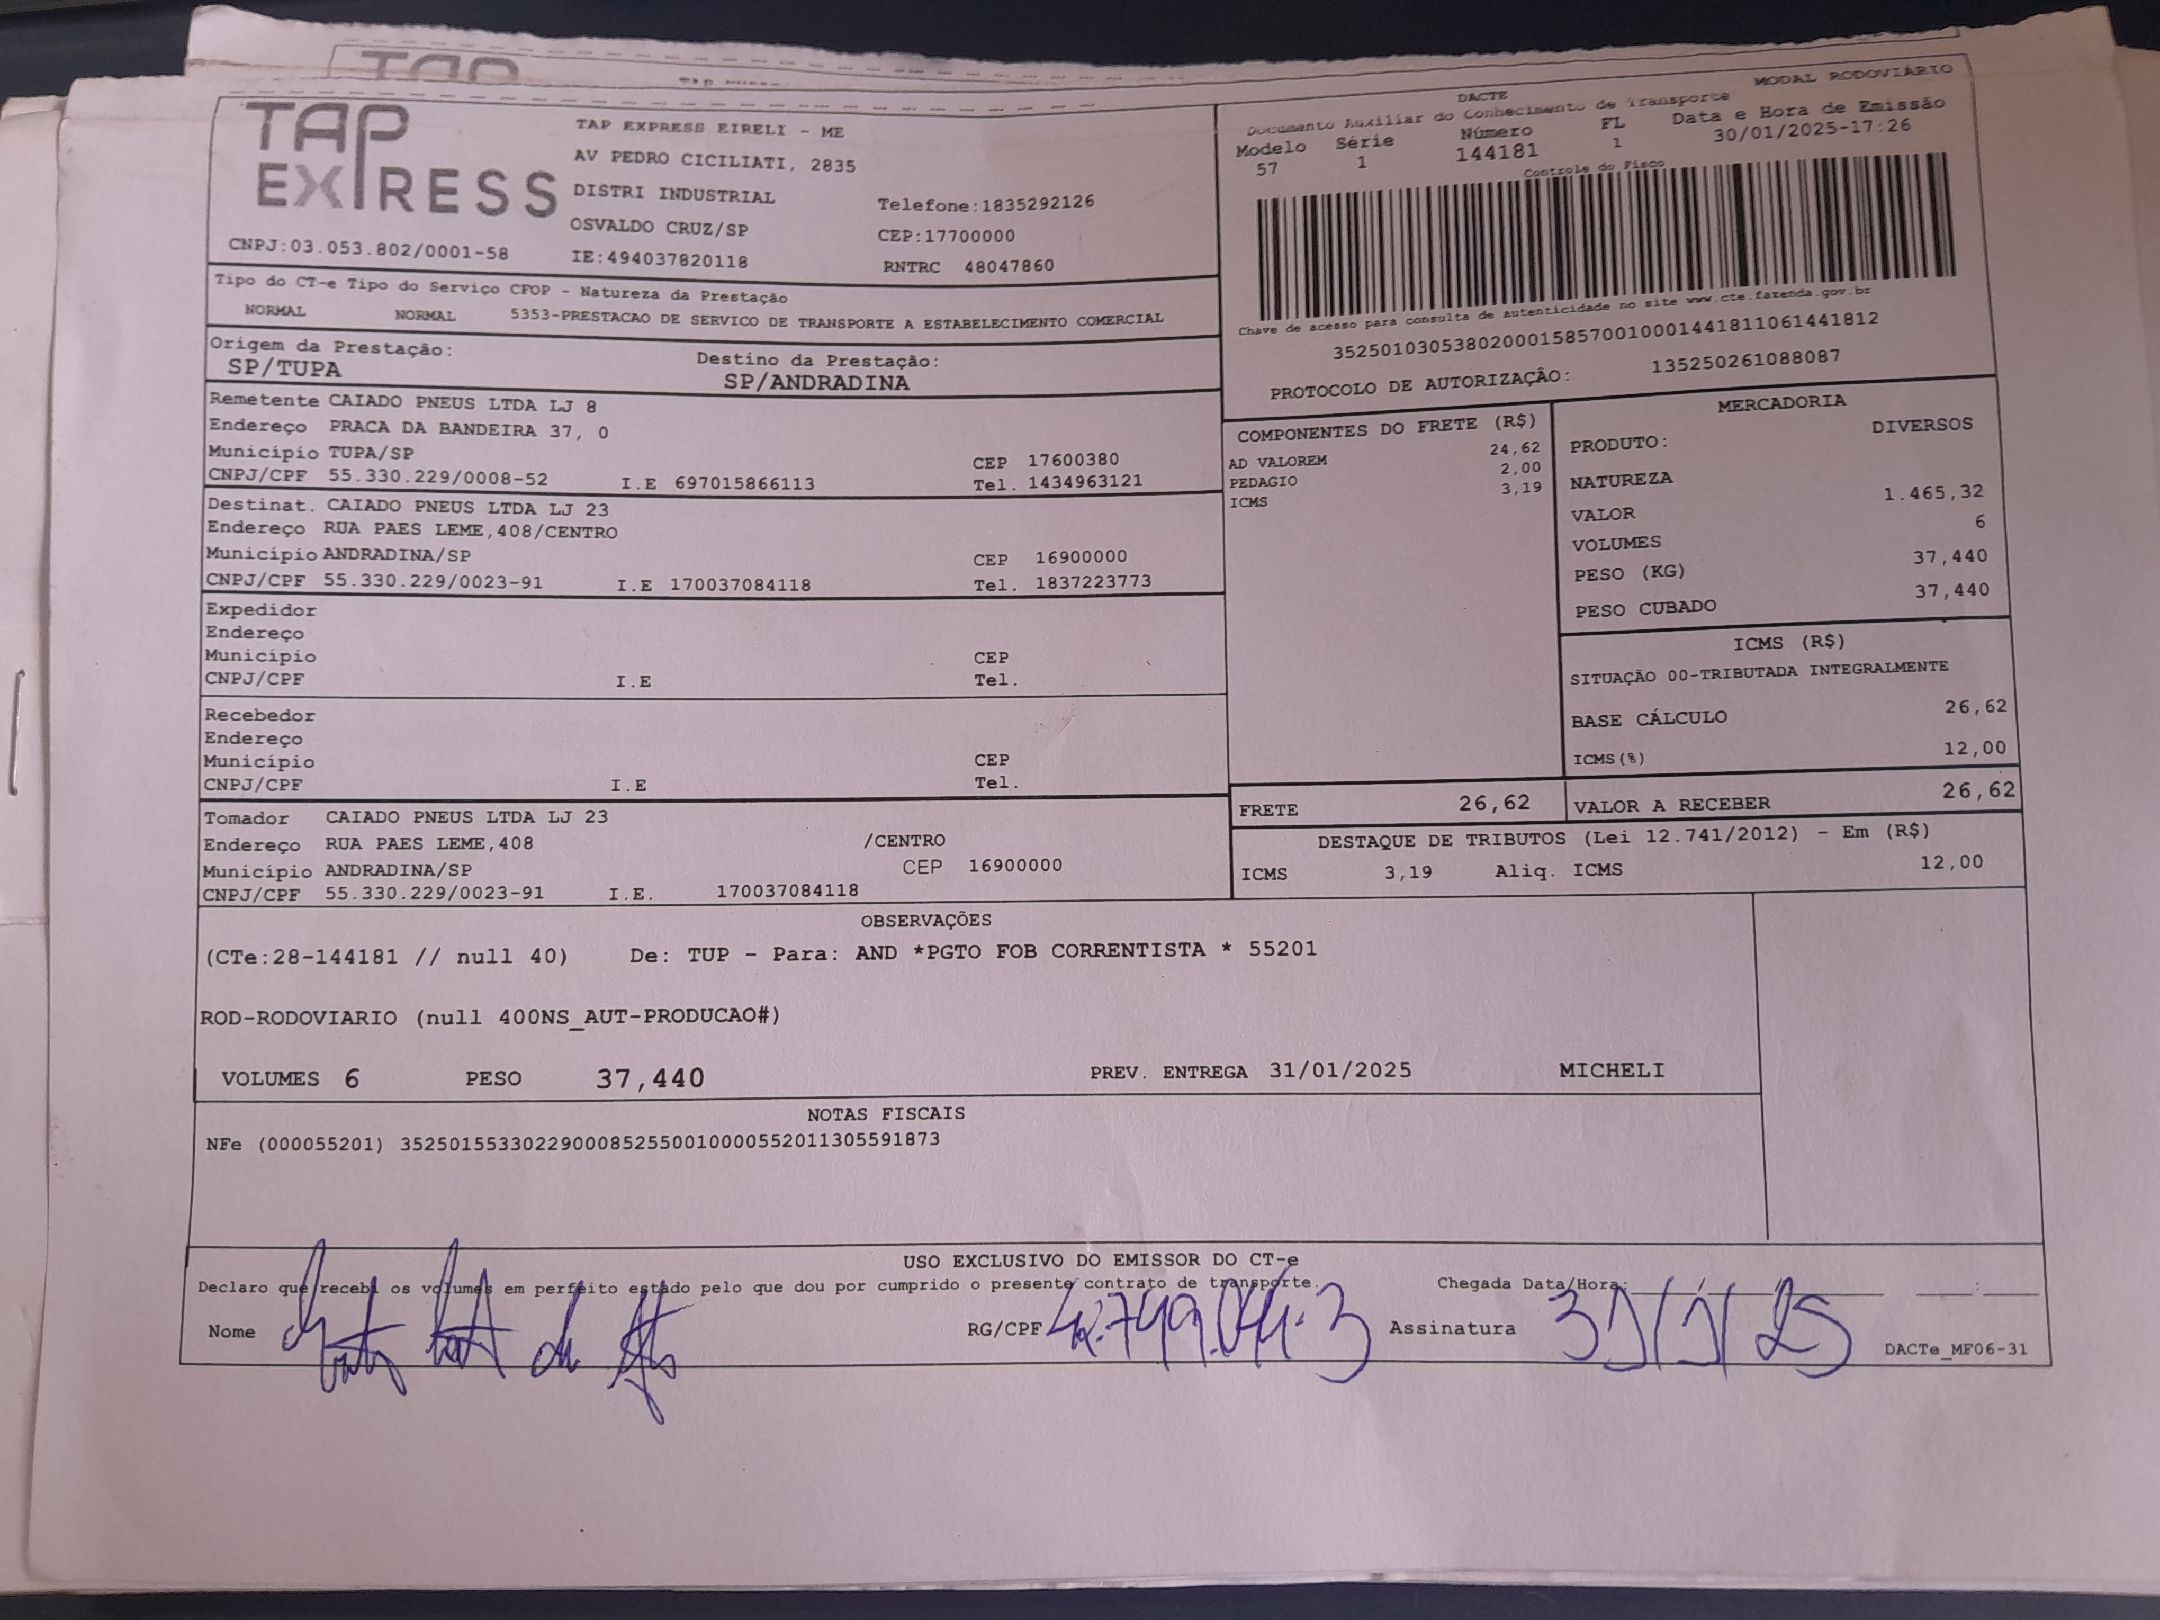 TAP
TAP EXPRESS
TAP EXPRESS EIRELI - ME
AV PEDRO CICILIATI, 2835
DISTRI INDUSTRIAL
Telefone:1835292126
OSVALDO CRUZ/SP
CEP:17700000
CNPJ:03.053.802/0001-58
IE:494037820118
RNTRC 48047860
DACTE
MODAL RODOVIÁRIO
Documento Auxiliar do Conhecimento de Transporte
Modelo Série Número FL Data e Hora de Emissão
57 1 144181 1 30/01/2025-17:26
Controle do Fisco
Chave de acesso para consulta de autenticidade no site www.cte.fazenda.gov.br
35250103053802000158570010001441811061441812
PROTOCOLO DE AUTORIZAÇÃO: 135250261088087
Tipo do CT-e Tipo do Serviço CFOP - Natureza da Prestação
NORMAL NORMAL 5353-PRESTACAO DE SERVICO DE TRANSPORTE A ESTABELECIMENTO COMERCIAL
Origem da Prestação: Destino da Prestação:
SP/TUPA SP/ANDRADINA
Remetente CAIADO PNEUS LTDA LJ 8
Endereço PRACA DA BANDEIRA 37, 0
Município TUPA/SP CEP 17600380
CNPJ/CPF 55.330.229/0008-52 I.E 697015866113 Tel. 1434963121
Destinat. CAIADO PNEUS LTDA LJ 23
Endereço RUA PAES LEME,408/CENTRO
Município ANDRADINA/SP CEP 16900000
CNPJ/CPF 55.330.229/0023-91 I.E 170037084118 Tel. 1837223773
Expedidor
Endereço
Município CEP
CNPJ/CPF I.E Tel.
Recebedor
Endereço
Município CEP
CNPJ/CPF I.E Tel.
Tomador CAIADO PNEUS LTDA LJ 23
Endereço RUA PAES LEME,408 /CENTRO
Município ANDRADINA/SP CEP 16900000
CNPJ/CPF 55.330.229/0023-91 I.E. 170037084118
COMPONENTES DO FRETE (R$)
AD VALOREM 24,62
PEDAGIO 2,00
ICMS 3,19
MERCADORIA
PRODUTO: DIVERSOS
NATUREZA
VALOR 1.465,32
VOLUMES 6
PESO (KG) 37,440
PESO CUBADO 37,440
ICMS (R$)
SITUAÇÃO 00-TRIBUTADA INTEGRALMENTE
BASE CÁLCULO 26,62
ICMS(%) 12,00
FRETE 26,62 VALOR A RECEBER 26,62
DESTAQUE DE TRIBUTOS (Lei 12.741/2012) - Em (R$)
ICMS 3,19 Aliq. ICMS 12,00
OBSERVAÇÕES
(CTe:28-144181 // null 40) De: TUP - Para: AND *PGTO FOB CORRENTISTA * 55201
ROD-RODOVIARIO (null 400NS_AUT-PRODUCAO#)
VOLUMES 6 PESO 37,440 PREV. ENTREGA 31/01/2025 MICHELI
NOTAS FISCAIS
NFe (000055201) 35250155330229000852550010000552011305591873
USO EXCLUSIVO DO EMISSOR DO CT-e
Declaro que recebi os volumes em perfeito estado pelo que dou por cumprido o presente contrato de transporte. Chegada Data/Hora:
Nome RG/CPF Assinatura 31/1/25
DACTe_MF06-31